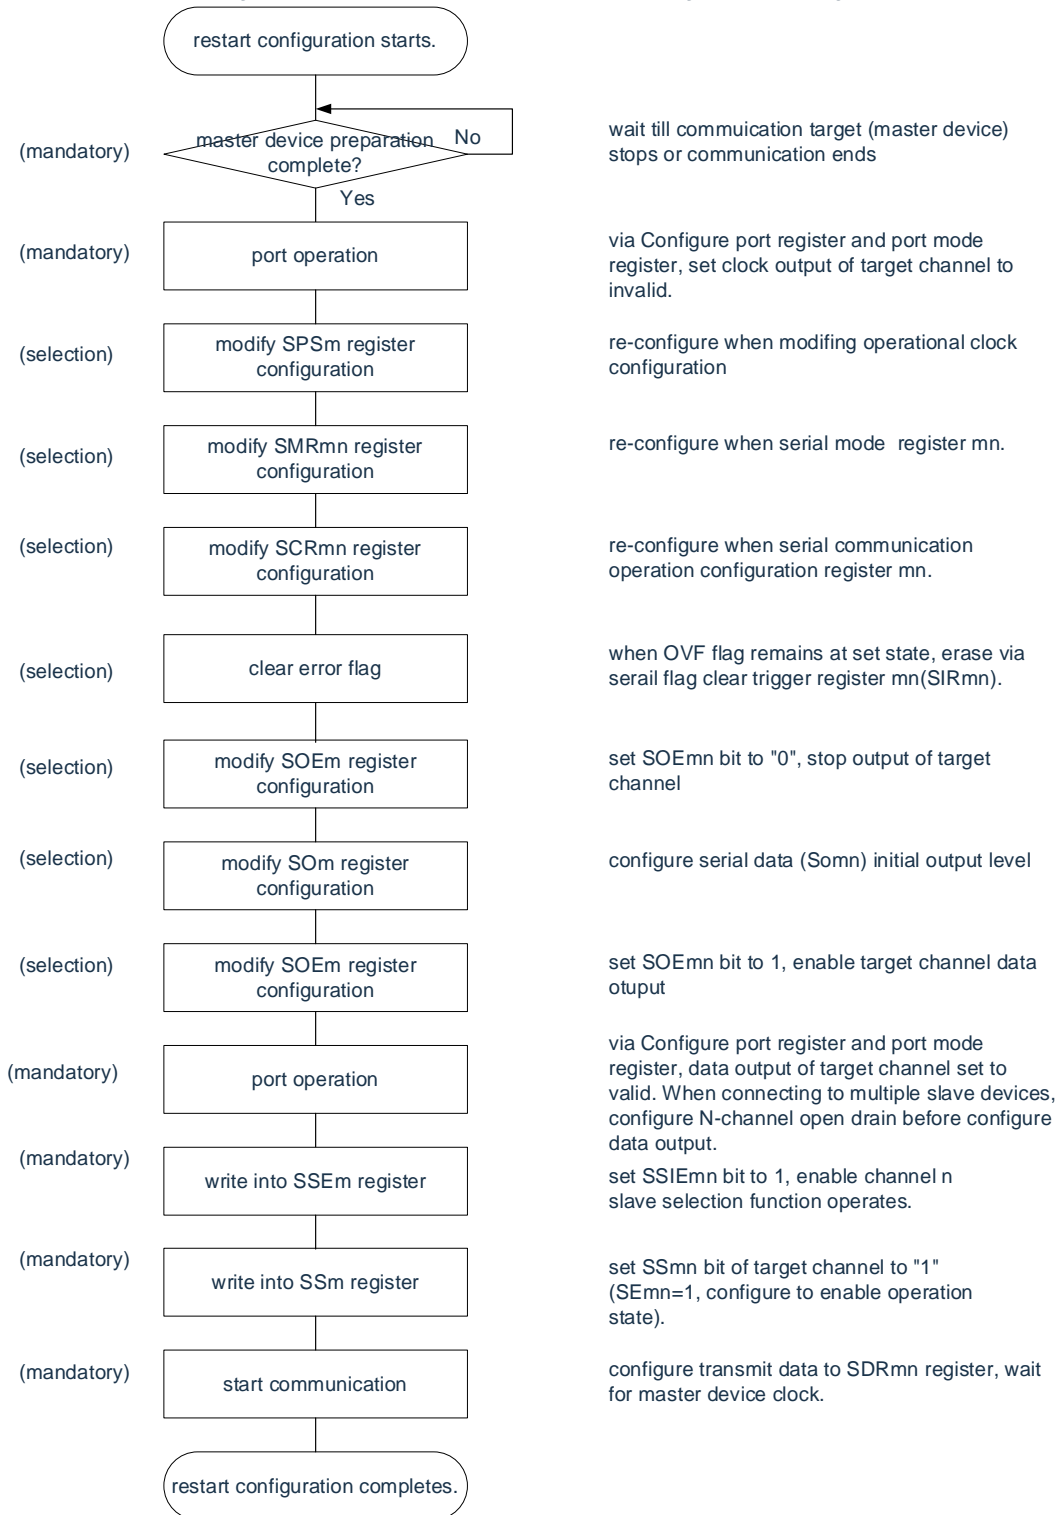 restart configuration starts.
(mandatory)
master device preparation
complete?
No
Yes
wait till commuication target (master device)
stops or communication ends
(mandatory)
port operation
via Configure port register and port mode
register, set clock output of target channel to
invalid.
(selection)
modify SPSm register
configuration
re-configure when modifing operational clock
configuration
(selection)
modify SMRmn register
configuration
re-configure when serial mode  register mn.
(selection)
modify SCRmn register
configuration
re-configure when serial communication
operation configuration register mn.
(selection)
clear error flag
when OVF flag remains at set state, erase via
serail flag clear trigger register mn(SIRmn).
(selection)
modify SOEm register
configuration
set SOEmn bit to "0", stop output of target
channel
(selection)
modify SOm register
configuration
configure serial data (Somn) initial output level
(selection)
modify SOEm register
configuration
set SOEmn bit to 1, enable target channel data
otuput
(mandatory)
port operation
via Configure port register and port mode
register, data output of target channel set to
valid. When connecting to multiple slave devices,
configure N-channel open drain before configure
data output.
(mandatory)
write into SSEm register
set SSIEmn bit to 1, enable channel n
slave selection function operates.
(mandatory)
write into SSm register
set SSmn bit of target channel to "1"
(SEmn=1, configure to enable operation
state).
(mandatory)
start communication
configure transmit data to SDRmn register, wait
for master device clock.
restart configuration completes.